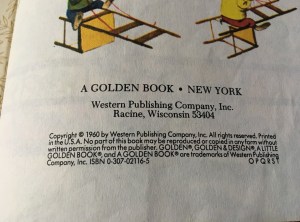 A GOLDEN BOOK • NEW YORK
Western Publishing Company, Inc.
Racine, Wisconsin 53404
Copyright © 1960 by Western Publishing Company, Inc. All rights reserved. Printed
in the U.S.A. No part of this book may be reproduced or copied in any form without
written permission from the publisher. GOLDEN®, GOLDEN & DESIGN®, A LITTLE
GOLDEN BOOK®, and A GOLDEN BOOK® are trademarks of Western Publishing
Company, Inc. ISBN 0-307-02116-5
O P Q R S T